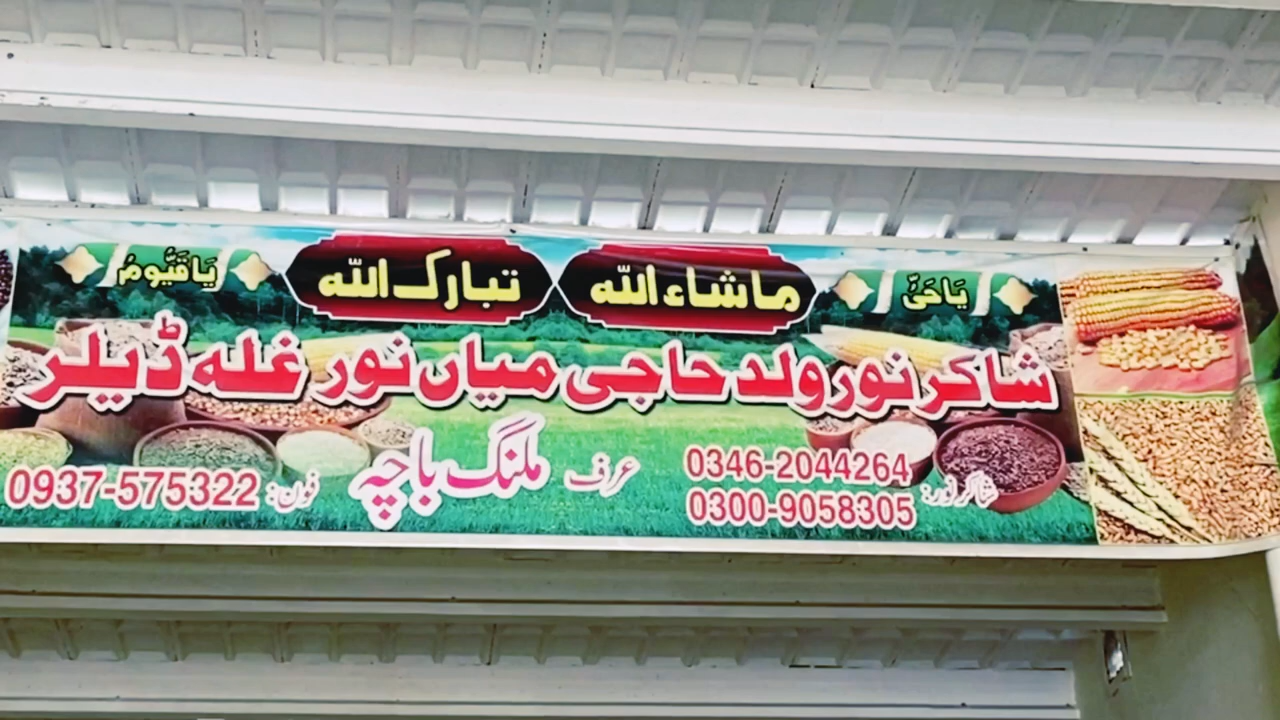 یَاحَیُّ ماشاءاللہ تبارک اللہ یَاقَیُّومُ
شاکر نور ولد حاجی میاں نور غلہ ڈیلر
شاکر نور: 0346-2044264 عرف ملنگ باچہ فون: 0937-575322
0300-9058305